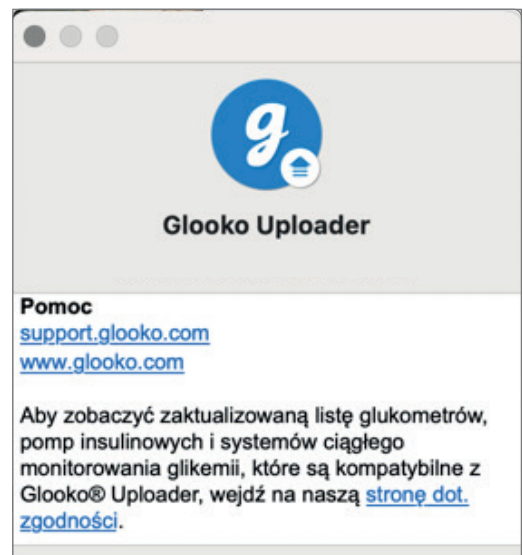 g
Glooko Uploader
Pomoc
support.glooko.com
www.glooko.com
Aby zobaczyć zaktualizowaną listę glukometrów,
pomp insulinowych i systemów ciągłego
monitorowania glikemii, które są kompatybilne z
Glooko® Uploader, wejdź na naszą stronę dot.
zgodności.